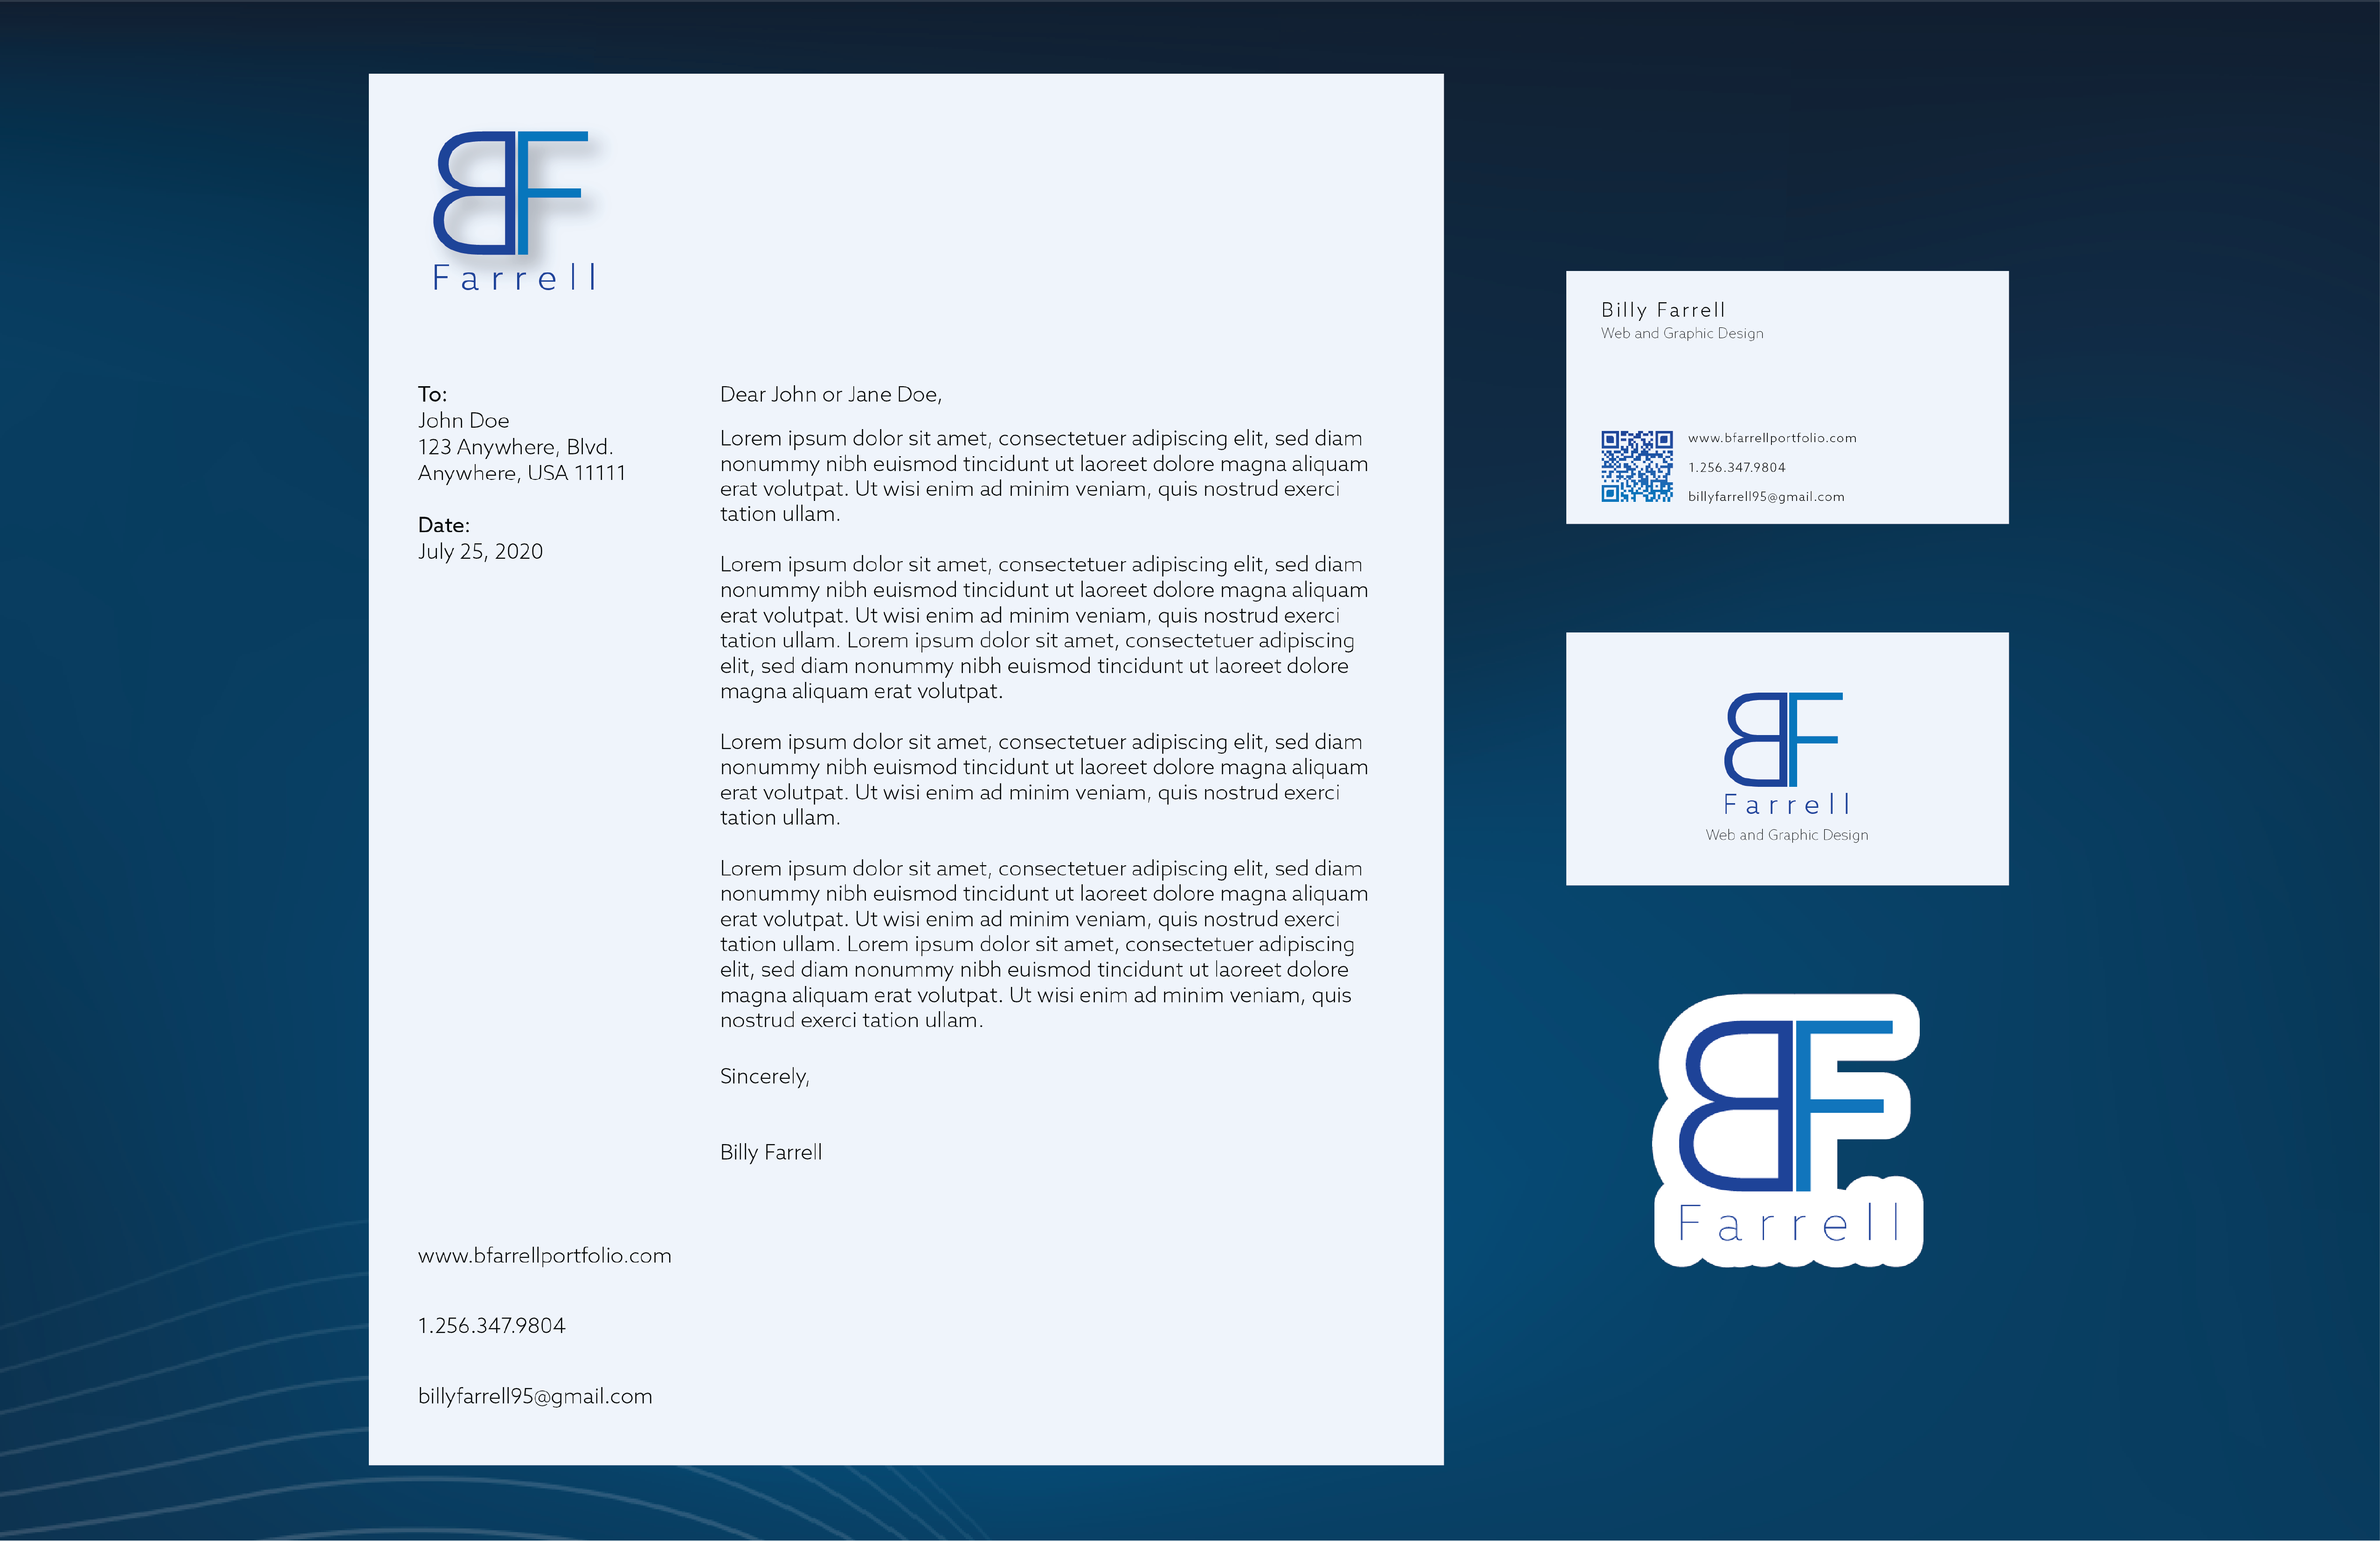 BF
Farrell
To:
John Doe
123 Anywhere, Blvd.
Anywhere, USA 11111
Date:
July 25, 2020
Dear John or Jane Doe,
Lorem ipsum dolor sit amet, consectetuer adipiscing elit, sed diam
nonummy nibh euismod tincidunt ut laoreet dolore magna aliquam
erat volutpat. Ut wisi enim ad minim veniam, quis nostrud exerci
tation ullam.
Lorem ipsum dolor sit amet, consectetuer adipiscing elit, sed diam
nonummy nibh euismod tincidunt ut laoreet dolore magna aliquam
erat volutpat. Ut wisi enim ad minim veniam, quis nostrud exerci
tation ullam. Lorem ipsum dolor sit amet, consectetuer adipiscing
elit, sed diam nonummy nibh euismod tincidunt ut laoreet dolore
magna aliquam erat volutpat.
Lorem ipsum dolor sit amet, consectetuer adipiscing elit, sed diam
nonummy nibh euismod tincidunt ut laoreet dolore magna aliquam
erat volutpat. Ut wisi enim ad minim veniam, quis nostrud exerci
tation ullam.
Lorem ipsum dolor sit amet, consectetuer adipiscing elit, sed diam
nonummy nibh euismod tincidunt ut laoreet dolore magna aliquam
erat volutpat. Ut wisi enim ad minim veniam, quis nostrud exerci
tation ullam. Lorem ipsum dolor sit amet, consectetuer adipiscing
elit, sed diam nonummy nibh euismod tincidunt ut laoreet dolore
magna aliquam erat volutpat. Ut wisi enim ad minim veniam, quis
nostrud exerci tation ullam.
Sincerely,
Billy Farrell
www.bfarrellportfolio.com
1.256.347.9804
billyfarrell95@gmail.com
Billy Farrell
Web and Graphic Design
www.bfarrellportfolio.com
1.256.347.9804
billyfarrell95@gmail.com
BF
Farrell
Web and Graphic Design
BF
Farrell